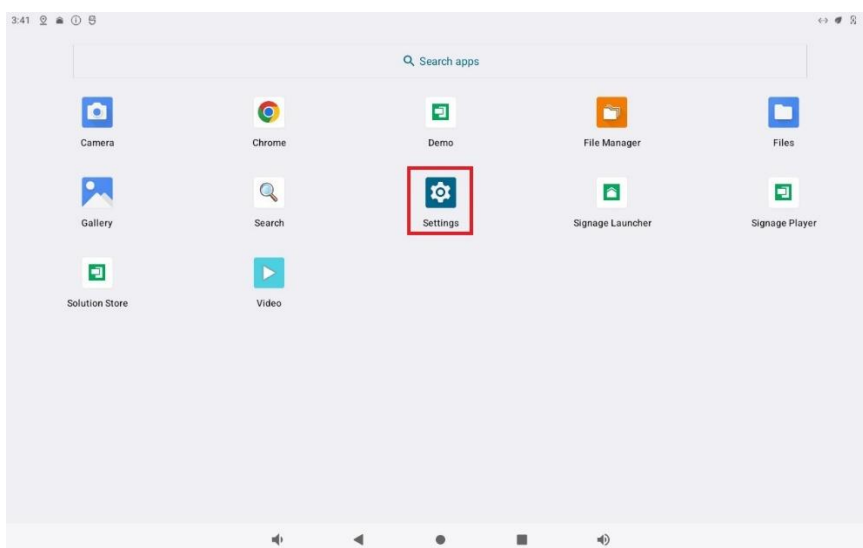 3:41
Search apps
Camera
Chrome
Demo
File Manager
Files
Gallery
Search
Settings
Signage Launcher
Signage Player
Solution Store
Video